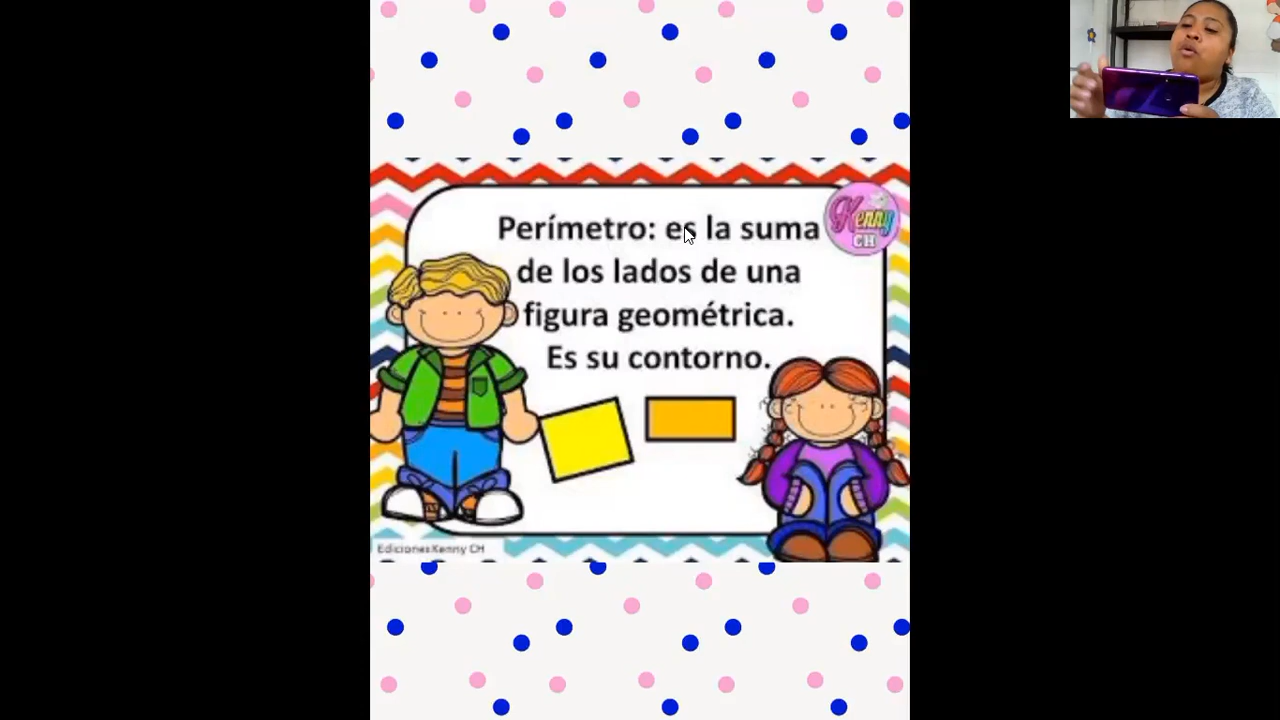 Perímetro: es la suma
de los lados de una
figura geométrica.
Es su contorno.
Kenny
CH
Ediciones Kenny CH